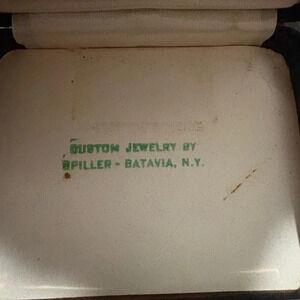 CUSTOM JEWELRY BY
SPILLER - BATAVIA, N.Y.